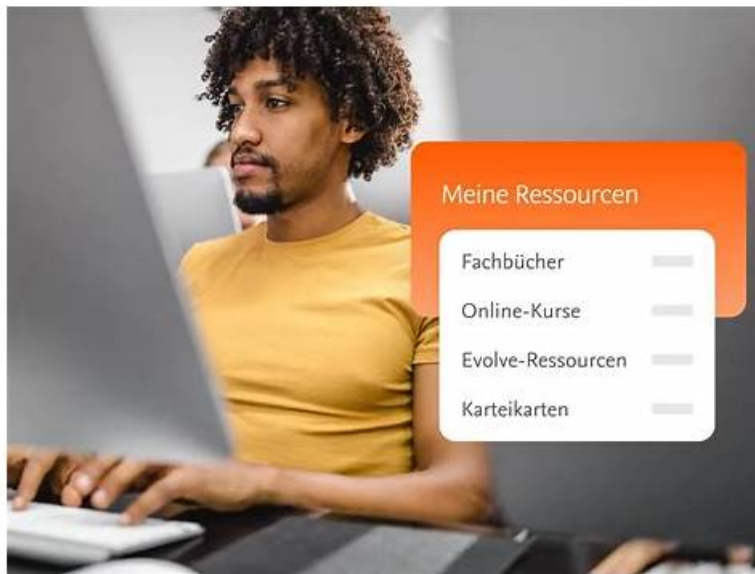 Meine Ressourcen
Fachbücher
Online-Kurse
Evolve-Ressourcen
Karteikarten